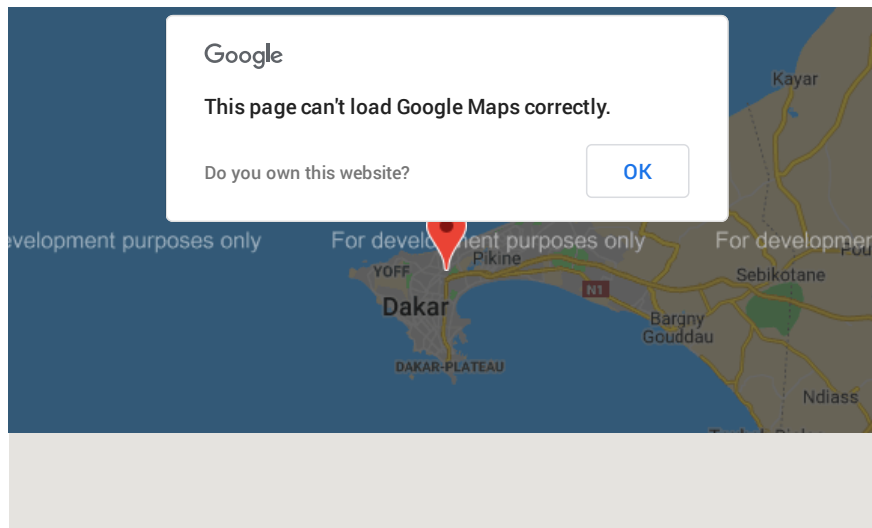 Google
This page can't load Google Maps correctly.
Do you own this website?
OK
Kayar
evelopment purposes only
For development purposes only
For developmen
YOFF
Pikine
Sebikotane
Dakar
N1
Bargny
Gouddau
DAKAR-PLATEAU
Ndiass